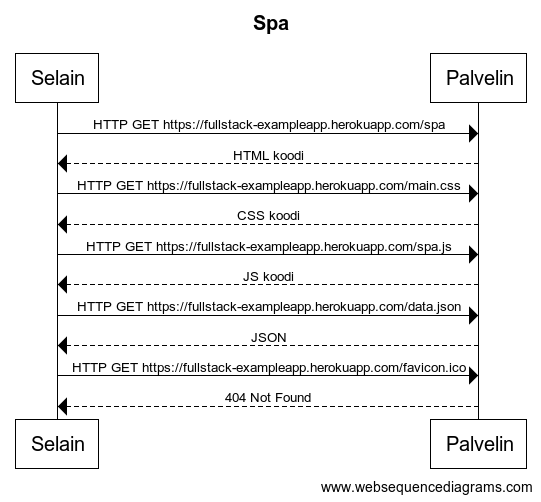 Spa
Selain Palvelin
HTTP GET https://fullstack-exampleapp.herokuapp.com/spa
HTML koodi
HTTP GET https://fullstack-exampleapp.herokuapp.com/main.css
CSS koodi
HTTP GET https://fullstack-exampleapp.herokuapp.com/spa.js
JS koodi
HTTP GET https://fullstack-exampleapp.herokuapp.com/data.json
JSON
HTTP GET https://fullstack-exampleapp.herokuapp.com/favicon.ico
404 Not Found
Selain Palvelin
www.websequencediagrams.com